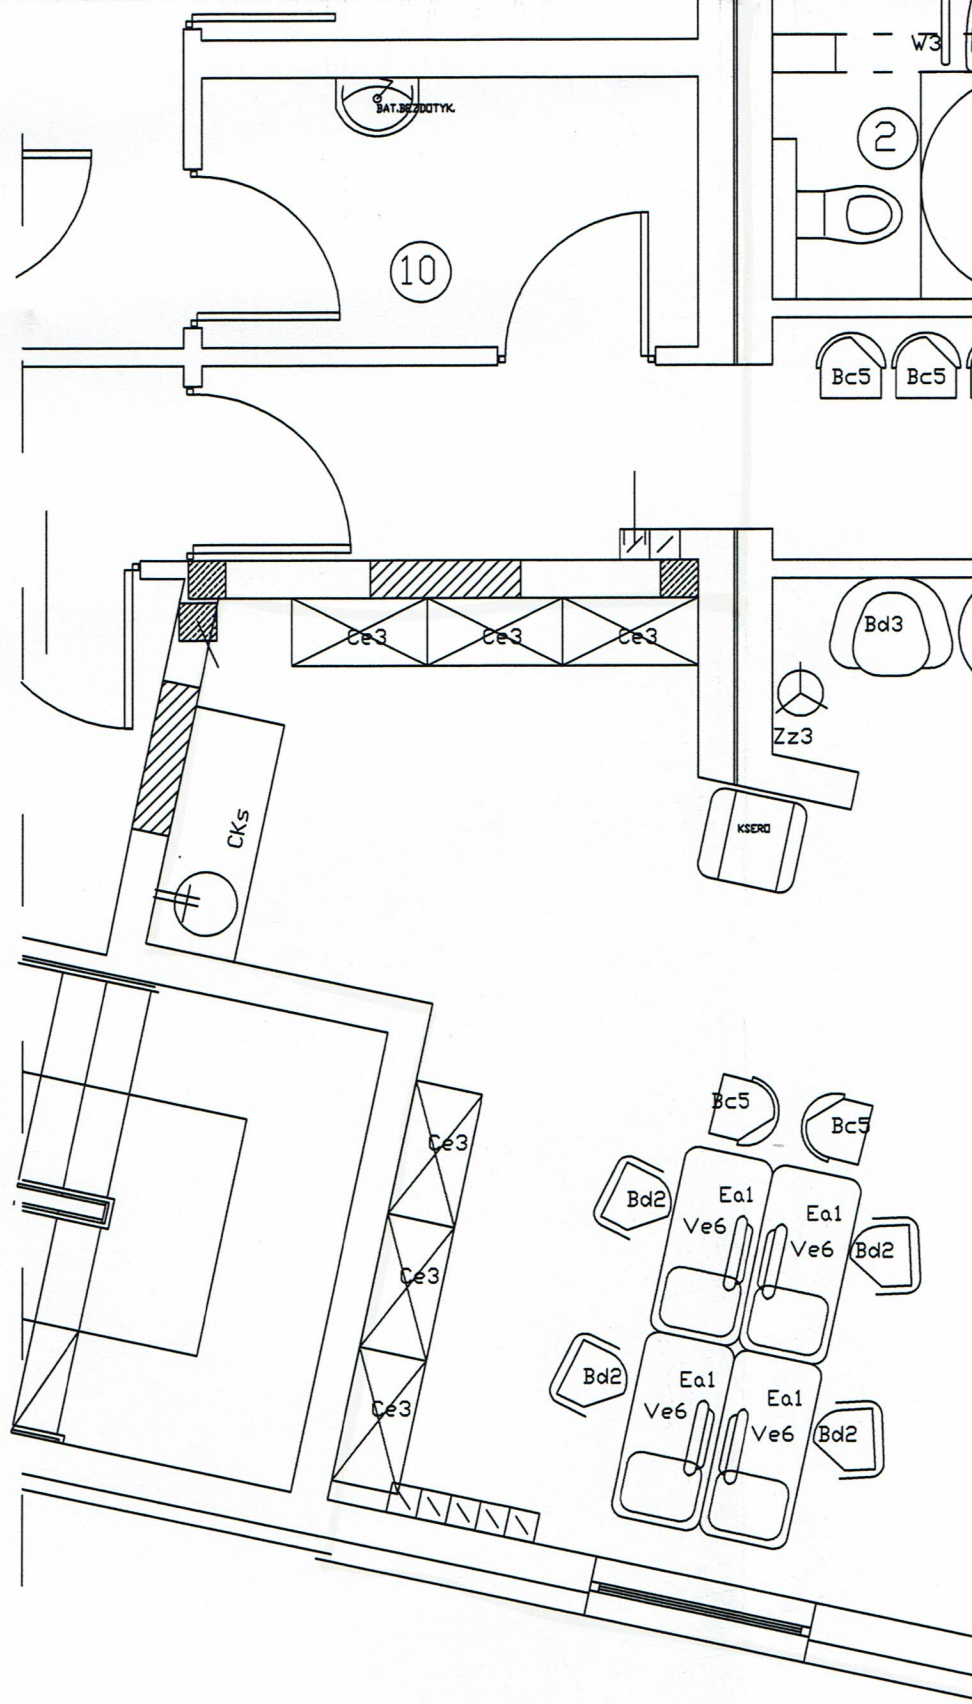 W3
BAT.BEZDOTYK.
2
10
Bc5
Bc5
Ce3
Ce3
Ce3
Bd3
Zz3
CKs
KSERO
Bc5
Bc5
Ce3
Bd2
Ea1
Ve6
Ea1
Ve6
Bd2
Ce3
Bd2
Ea1
Ve6
Ea1
Ve6
Bd2
Ce3